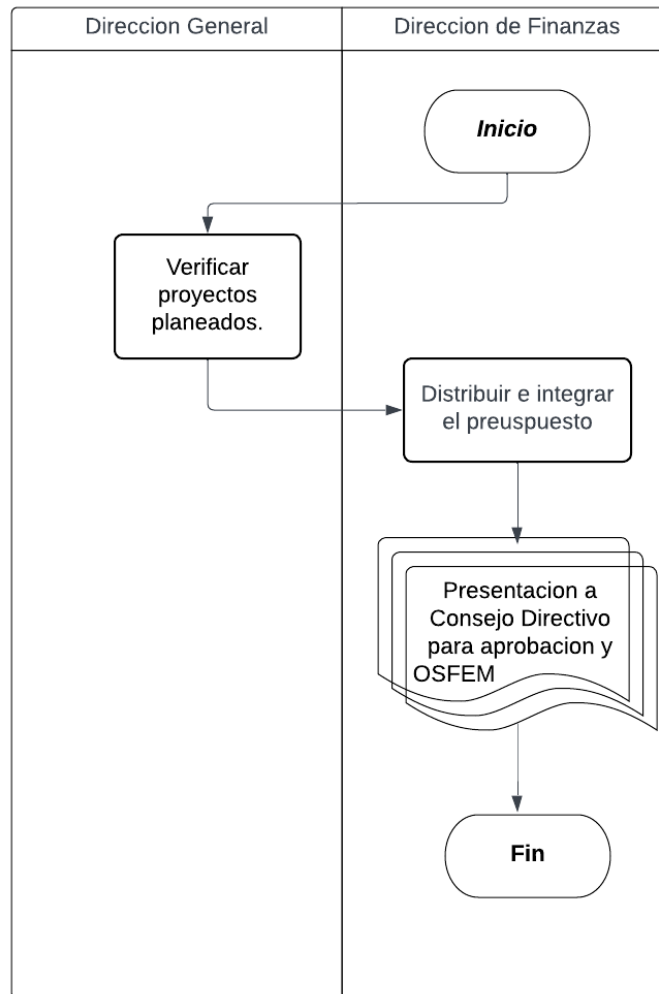 Direccion General
Direccion de Finanzas
Inicio
Verificar
proyectos
planeados.
Distribuir e integrar
el preuspuesto
Presentacion a
Consejo Directivo
para aprobacion y
OSFEM
Fin